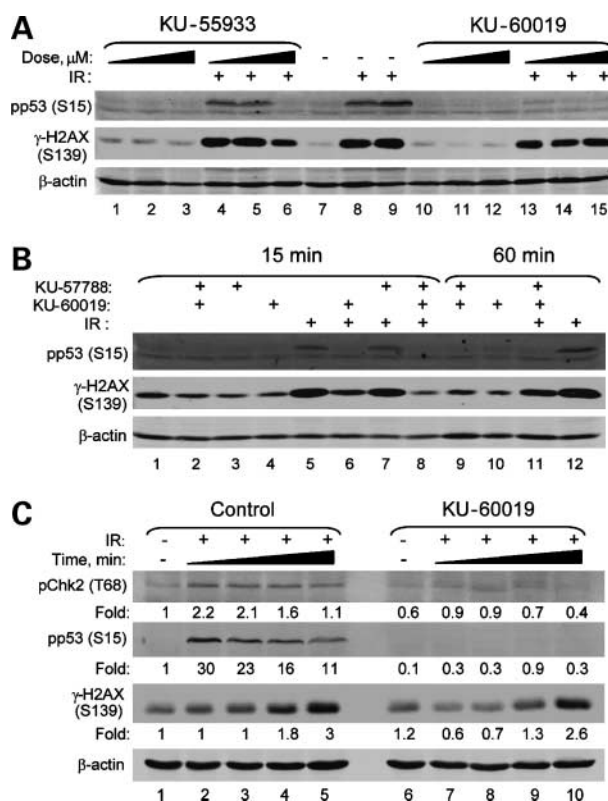 A
KU-55933 KU-60019
Dose, μM: - - -
IR: + + + + + + + +
pp53 (S15)
γ-H2AX
(S139)
β-actin
1 2 3 4 5 6 7 8 9 10 11 12 13 14 15
B
15 min 60 min
KU-57788: + + + + + +
KU-60019: + + + + + + +
IR : + + + + + +
pp53 (S15)
γ-H2AX
(S139)
β-actin
1 2 3 4 5 6 7 8 9 10 11 12
C
Control KU-60019
IR: - + + + + - + + + +
Time, min: - -
pChk2 (T68)
Fold: 1 2.2 2.1 1.6 1.1 0.6 0.9 0.9 0.7 0.4
pp53 (S15)
Fold: 1 30 23 16 11 0.1 0.3 0.3 0.9 0.3
γ-H2AX
(S139)
Fold: 1 1 1 1.8 3 1.2 0.6 0.7 1.3 2.6
β-actin
1 2 3 4 5 6 7 8 9 10